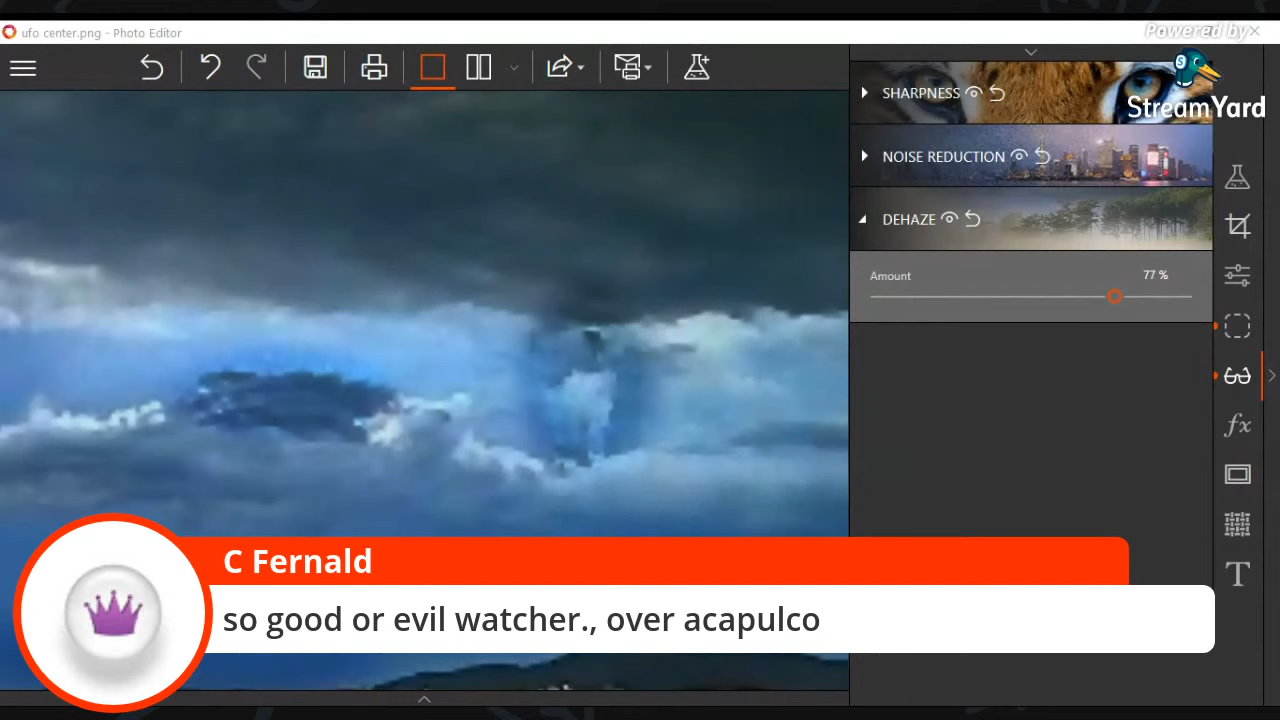 ufo center.png - Photo Editor
Powered by
StreamYard
SHARPNESS
NOISE REDUCTION
DEHAZE
Amount
77 %
fx
T
C Fernald
so good or evil watcher., over acapulco